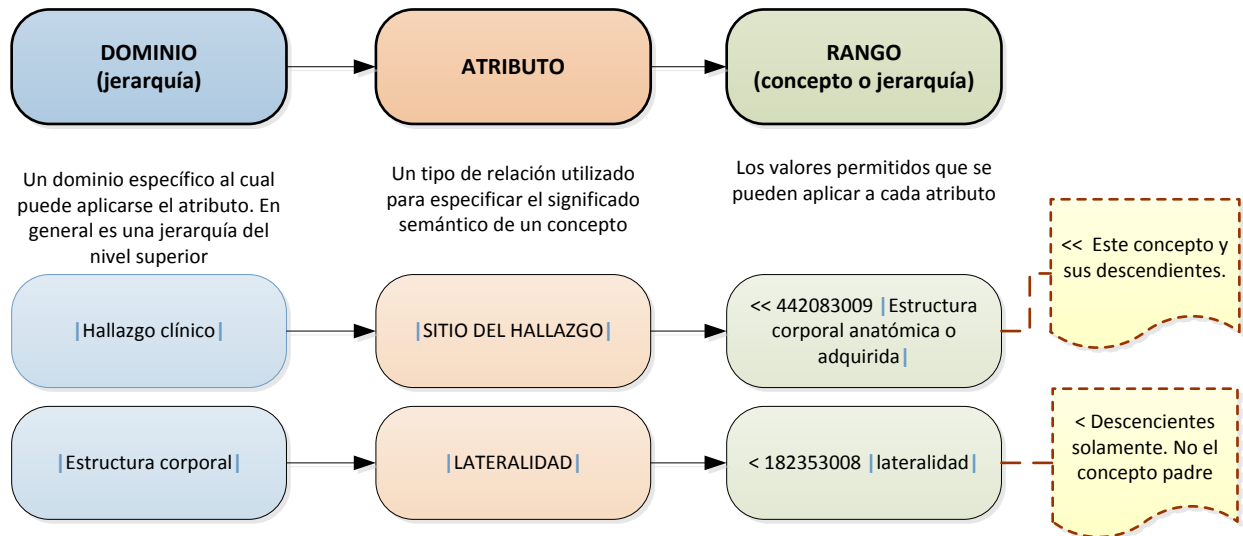 DOMINIO
(jerarquía)
ATRIBUTO
RANGO
(concepto o jerarquía)
Un dominio específico al cual
puede aplicarse el atributo. En
general es una jerarquía del
nivel superior
Un tipo de relación utilizado
para especificar el significado
semántico de un concepto
Los valores permitidos que se
pueden aplicar a cada atributo
<< Este concepto y
sus descendientes.
|Hallazgo clínico|
|SITIO DEL HALLAZGO|
<< 442083009 |Estructura
corporal anatómica o
adquirida|
|Estructura corporal|
|LATERALIDAD|
< 182353008 |lateralidad|
< Descencientes
solamente. No el
concepto padre